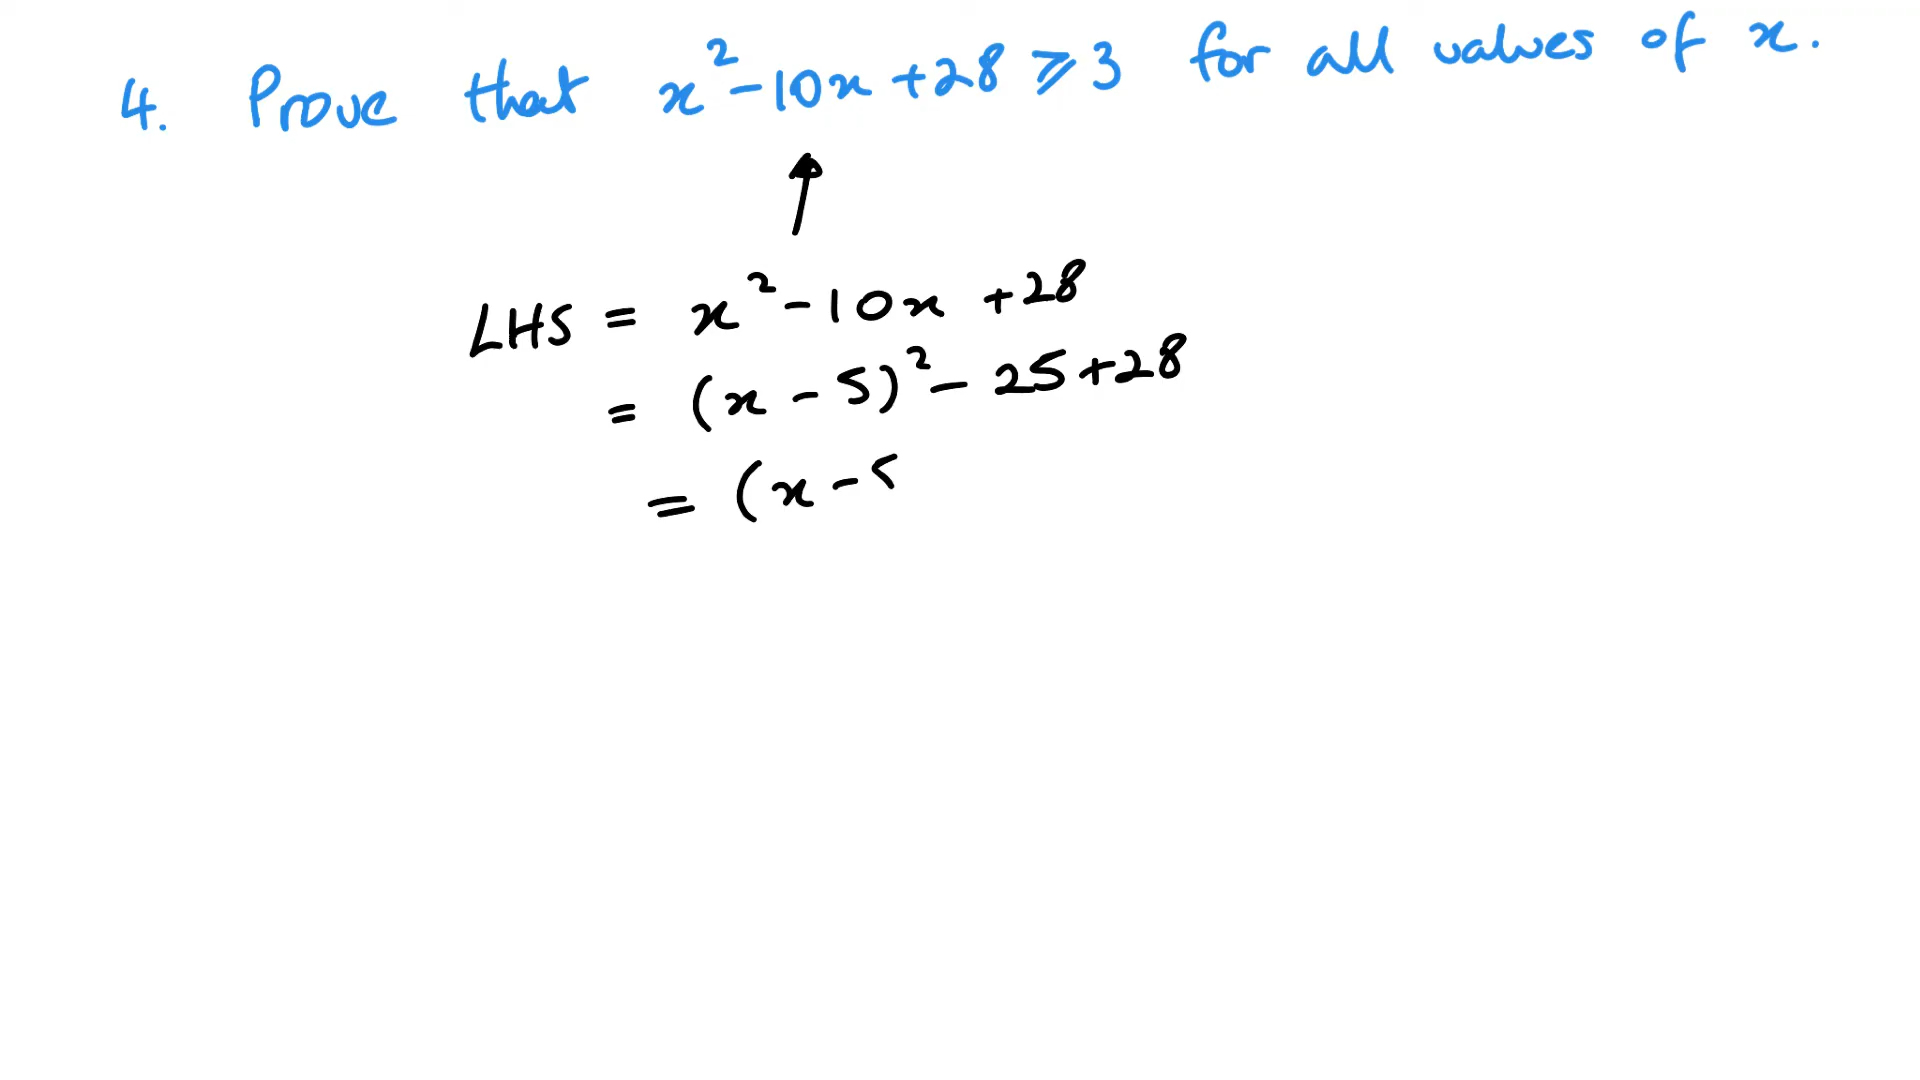 4. Prove that x² - 10x + 28 ⩾ 3 for all values of x.
LHS = x² - 10x + 28
= (x - 5)² - 25 + 28
= (x -